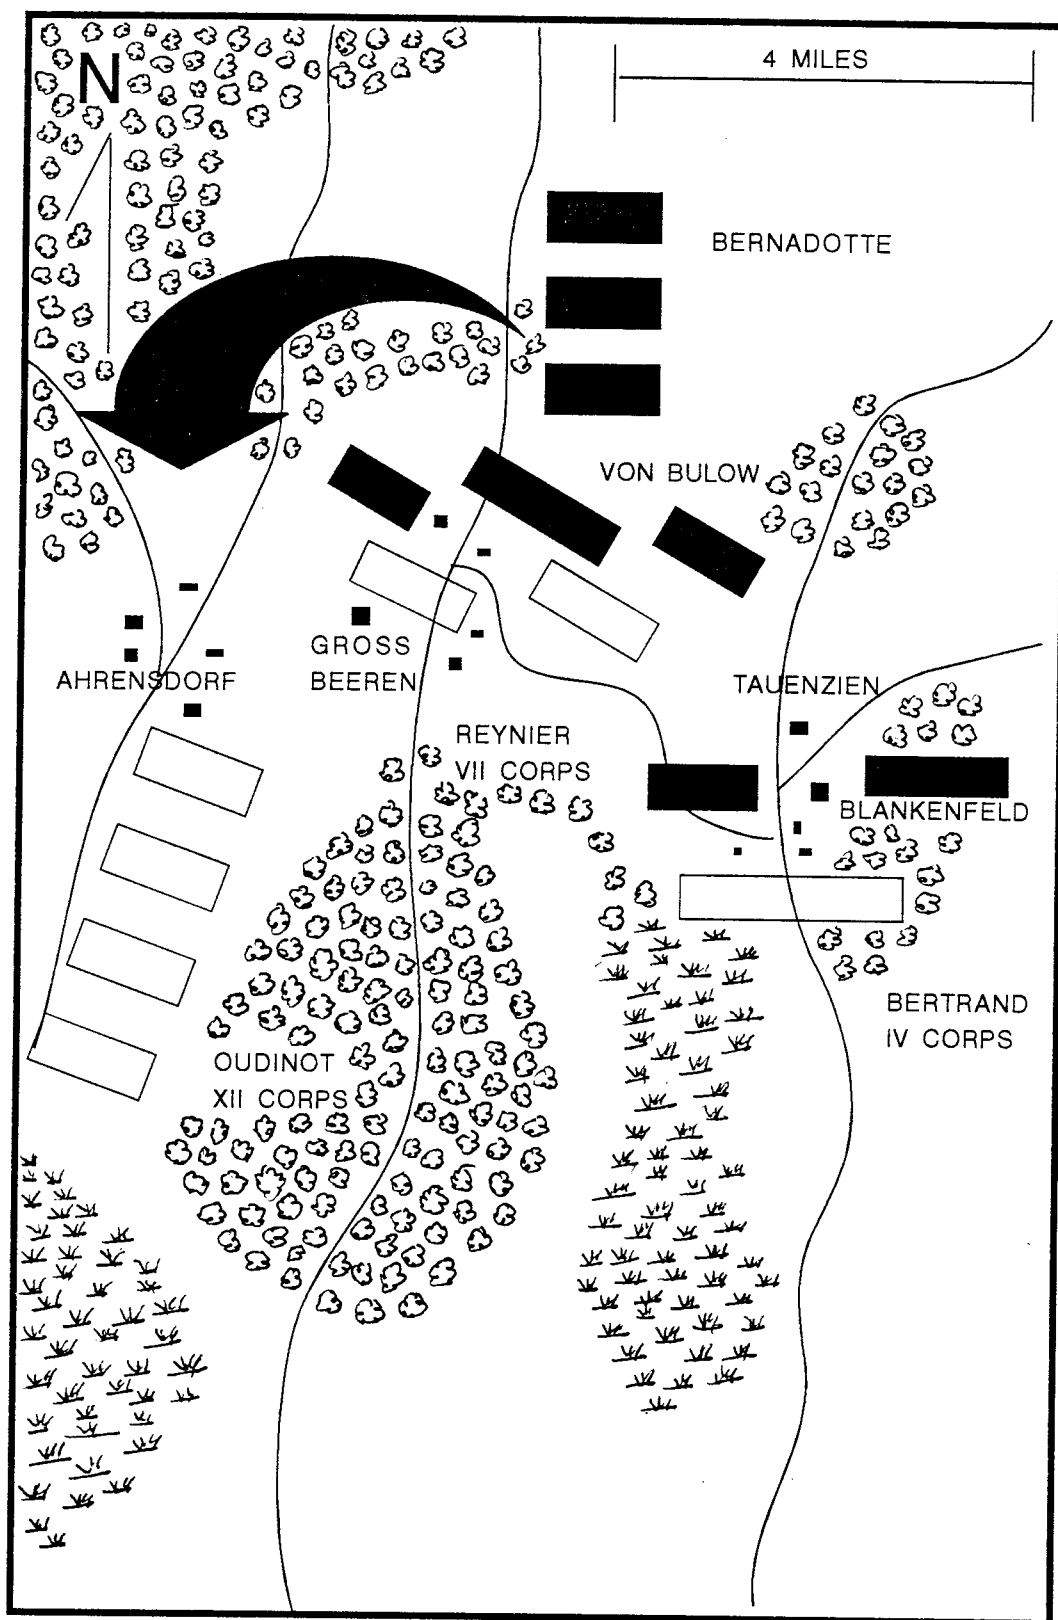 N
4 MILES
BERNADOTTE
VON BULOW
GROSS
BEEREN
AHRENSDORF
TAUENZIEN
REYNIER
VII CORPS
BLANKENFELD
BERTRAND
IV CORPS
OUDINOT
XII CORPS